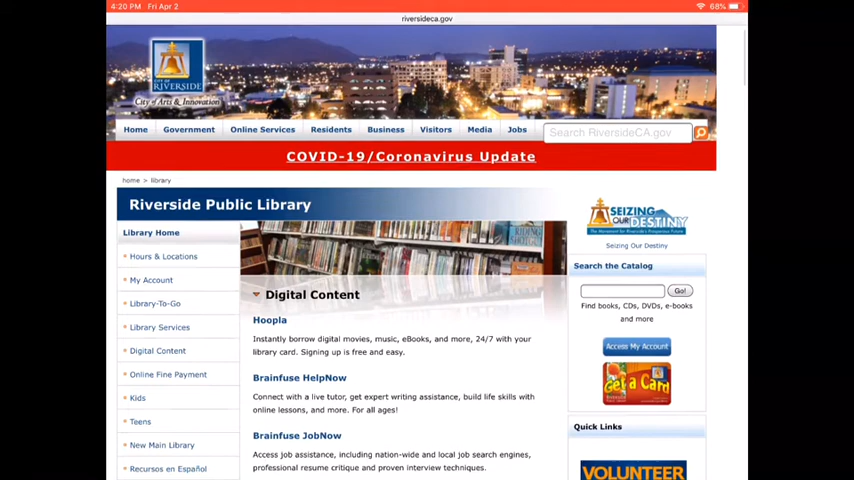 4:20 PM Fri Apr 2
68%
riversideca.gov
CITY OF
RIVERSIDE
City of Arts & Innovation
Home Government Online Services Residents Business Visitors Media Jobs Search RiversideCA.gov
COVID-19/Coronavirus Update
home > library
Riverside Public Library
Library Home
Hours & Locations
My Account
Library-To-Go
Library Services
Digital Content
Online Fine Payment
Kids
Teens
New Main Library
Recursos en Español
RIDING
SHOTGUN
Digital Content
Hoopla
Instantly borrow digital movies, music, eBooks, and more, 24/7 with your
library card. Signing up is free and easy.
Brainfuse HelpNow
Connect with a live tutor, get expert writing assistance, build life skills with
online lessons, and more. For all ages!
Brainfuse JobNow
Access job assistance, including nation-wide and local job search engines,
professional resume critique and proven interview techniques.
SEIZING
OUR DESTINY
Seizing Our Destiny
Search the Catalog
Go!
Find books, CDs, DVDs, e-books
and more
Access My Account
Get a Card
Quick Links
VOLUNTEER